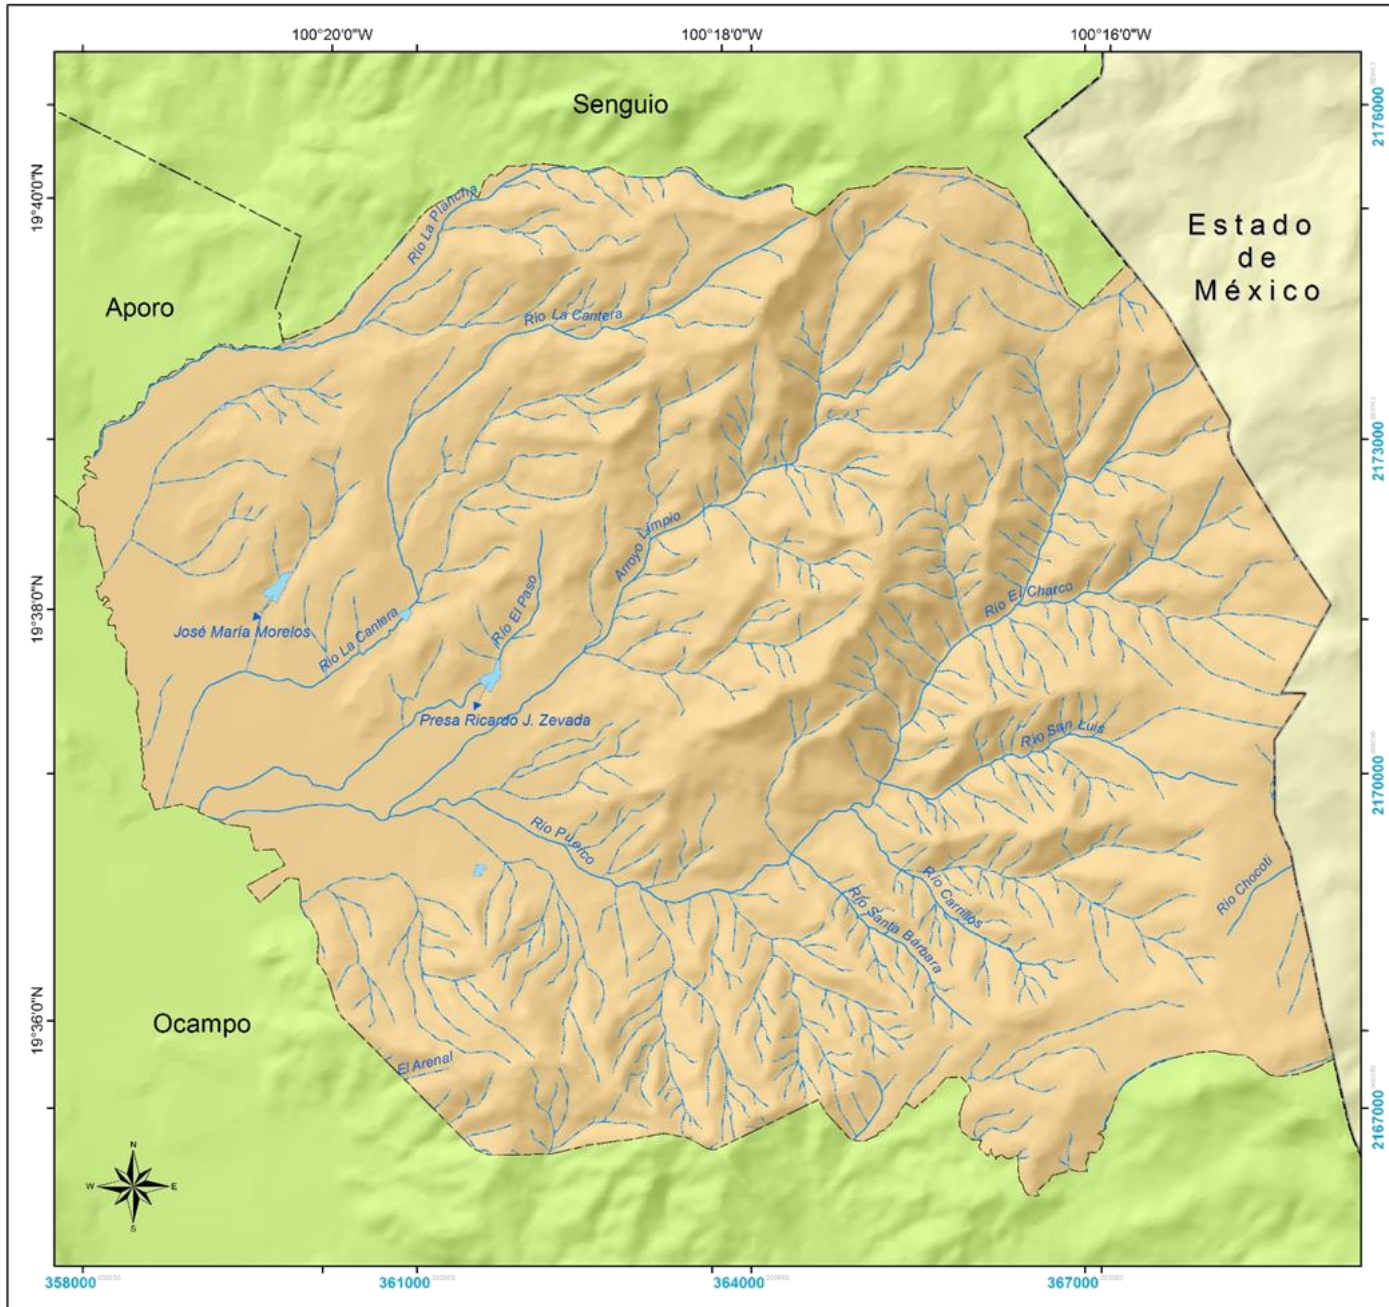 100°20'0"W
100°18'0"W
100°16'0"W
2176000
Senguio
19°40'0"N
Río La Plancha
Estado
de
México
Aporo
Río La Cantera
2173000
Arroyo Limpio
Río El Paso
Río El Charco
19°38'0"N
José María Morelos
Río La Cantera
Presa Ricardo J. Zevada
Río San Luis
2170000
Río Puerco
Río Chocoti
Río Carrillos
Río Santa Bárbara
19°36'0"N
Ocampo
El Arenal
2167000
N
W
E
S
358000
361000
364000
367000